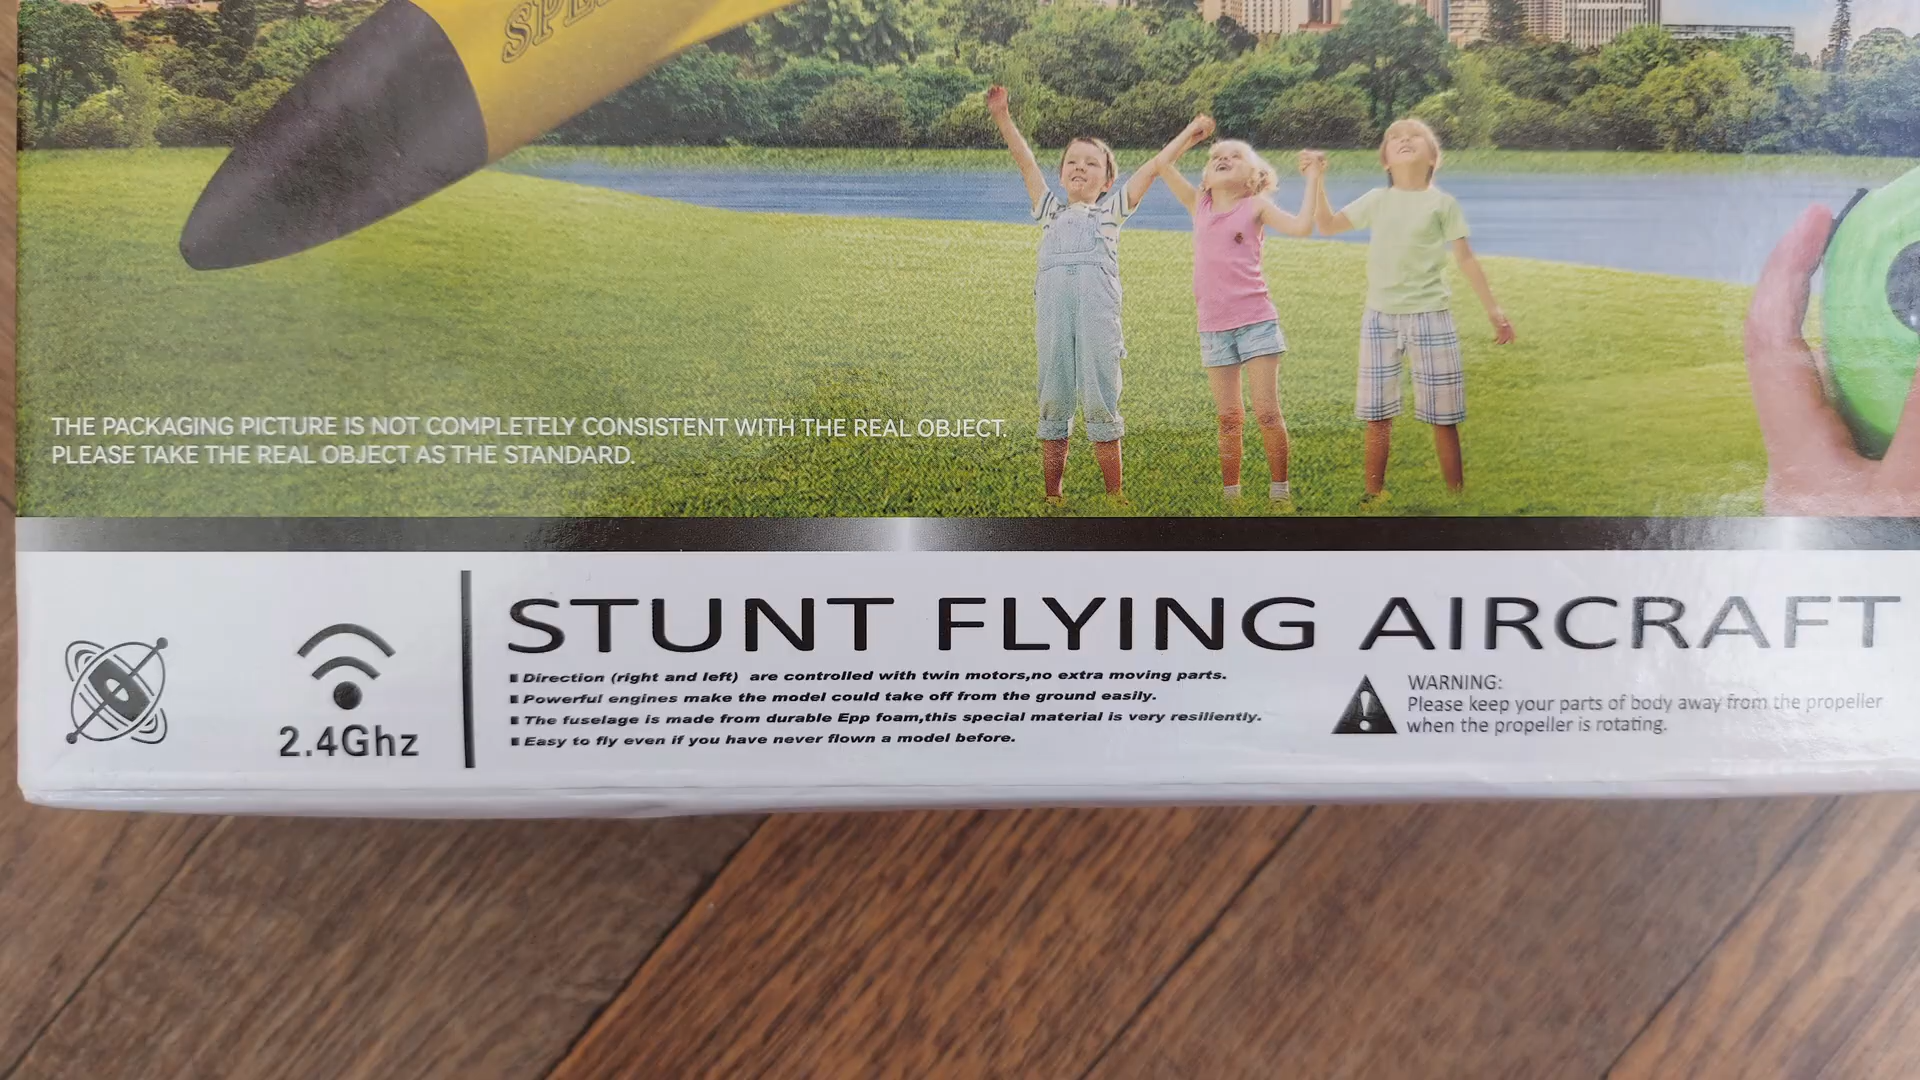 SPE
THE PACKAGING PICTURE IS NOT COMPLETELY CONSISTENT WITH THE REAL OBJECT.
PLEASE TAKE THE REAL OBJECT AS THE STANDARD.
2.4Ghz
STUNT FLYING AIRCRAFT
Direction (right and left) are controlled with twin motors,no extra moving parts.
Powerful engines make the model could take off from the ground easily.
The fuselage is made from durable Epp foam,this special material is very resiliently.
Easy to fly even if you have never flown a model before.
WARNING:
Please keep your parts of body away from the propeller
when the propeller is rotating.